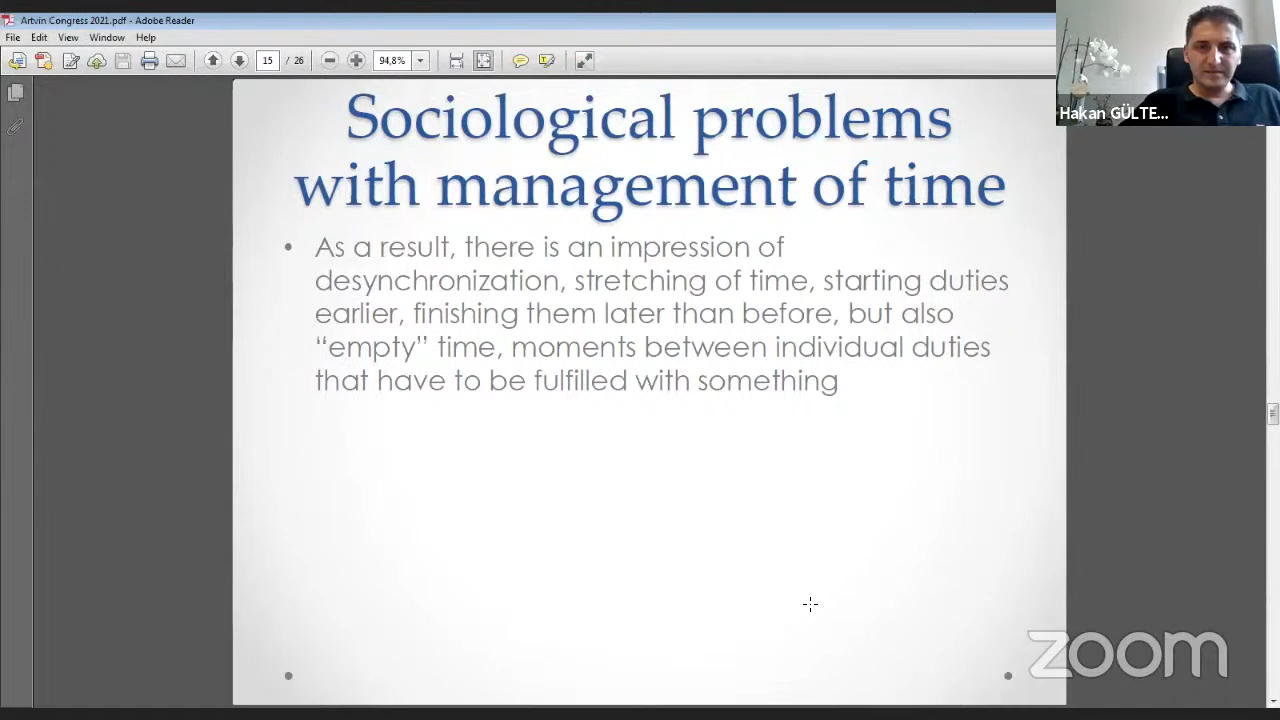 Artvin Congress 2021.pdf - Adobe Reader
File Edit View Window Help
15 / 26 94,8%
Hakan GÜLTE...
Sociological problems
with management of time
• As a result, there is an impression of
desynchronization, stretching of time, starting duties
earlier, finishing them later than before, but also
“empty” time, moments between individual duties
that have to be fulfilled with something
zoom